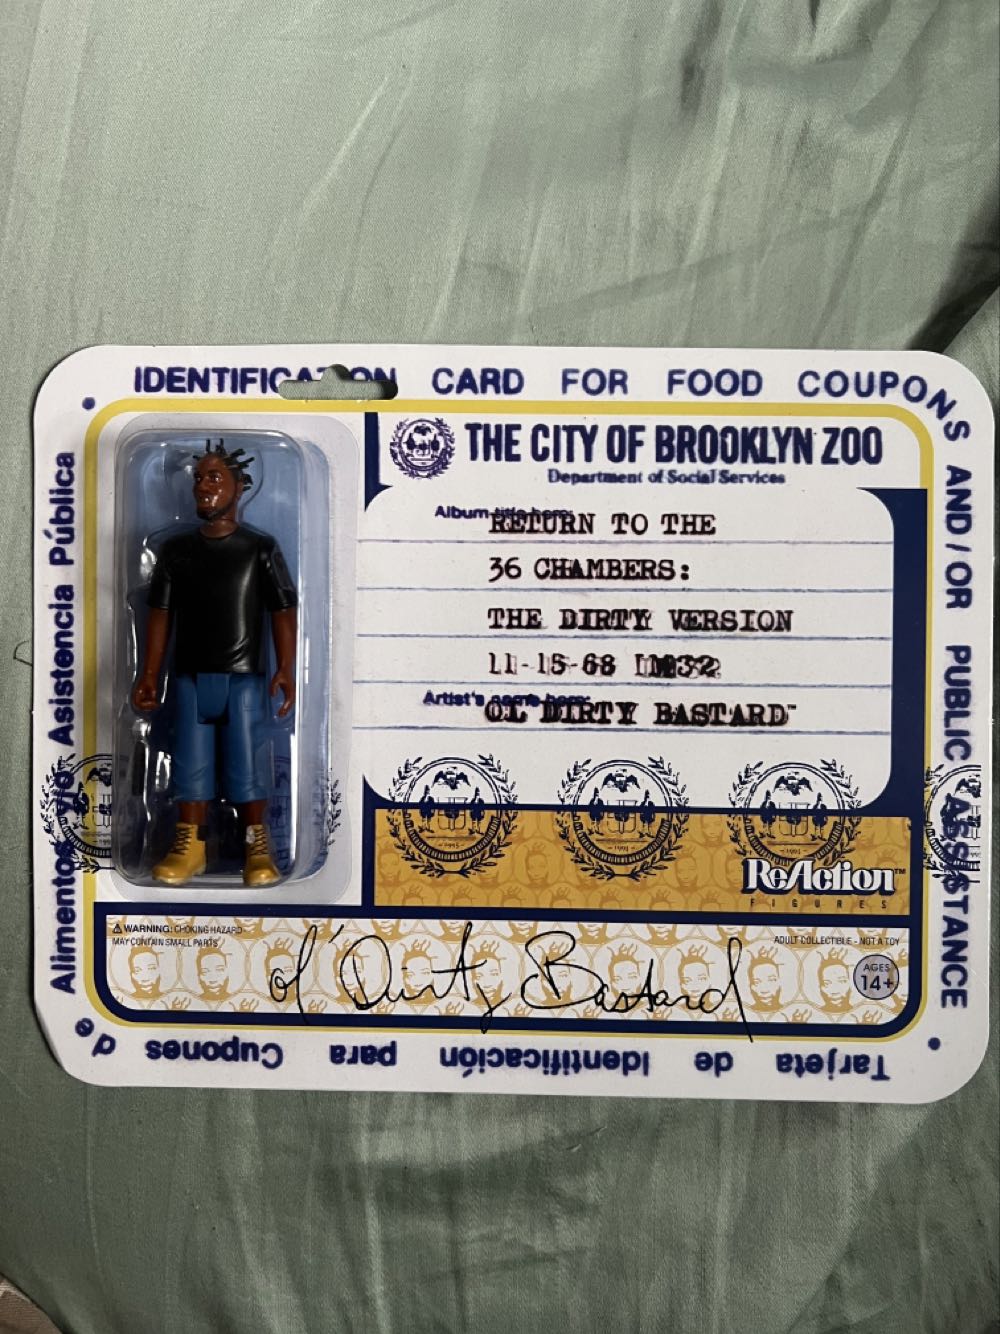 IDENTIFICATION CARD FOR FOOD COUPONS AND/OR PUBLIC ASSISTANCE
THE CITY OF BROOKLYN ZOO
Department of Social Services
Album title here:
RETURN TO THE
36 CHAMBERS:
THE DIRTY VERSION
11-15-68
Artist's name here:
OL DIRTY BASTARD™
ReAction™
FIGURES
⚠ WARNING: CHOKING HAZARD
MAY CONTAIN SMALL PARTS
ADULT COLLECTIBLE - NOT A TOY
AGES
14+
ol' Dirty Bastard
Tarjeta de Identificación para Cupones de
Alimentos y/o Asistencia Pública